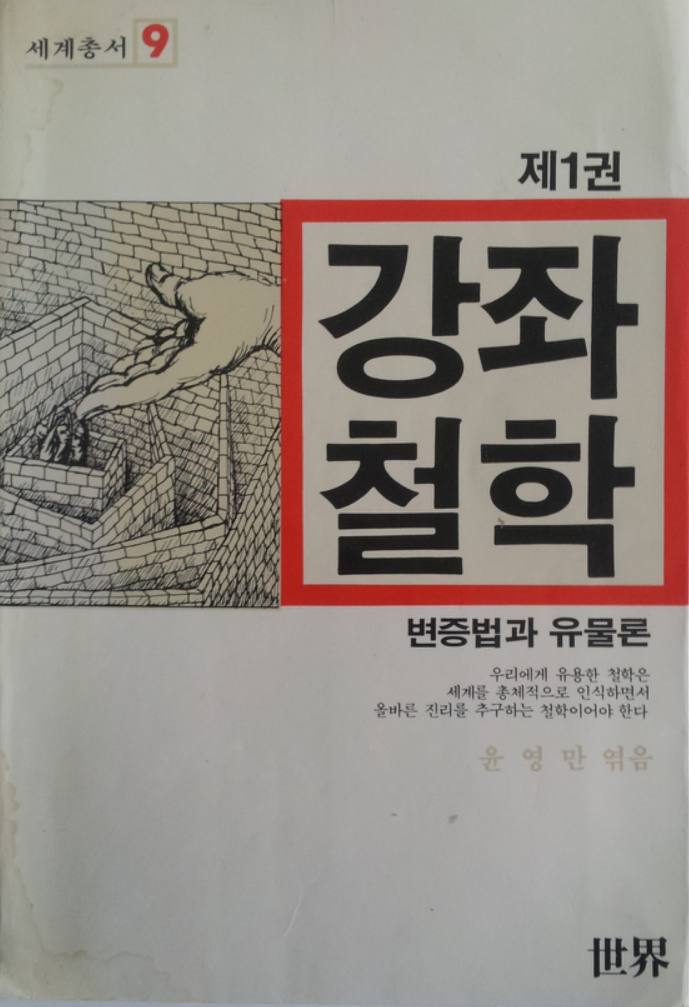 세계총서 9
제1권
강좌
철학
변증법과 유물론
우리에게 유용한 철학은
세계를 총체적으로 인식하면서
올바른 진리를 추구하는 철학이어야 한다
윤영만 엮음
世界